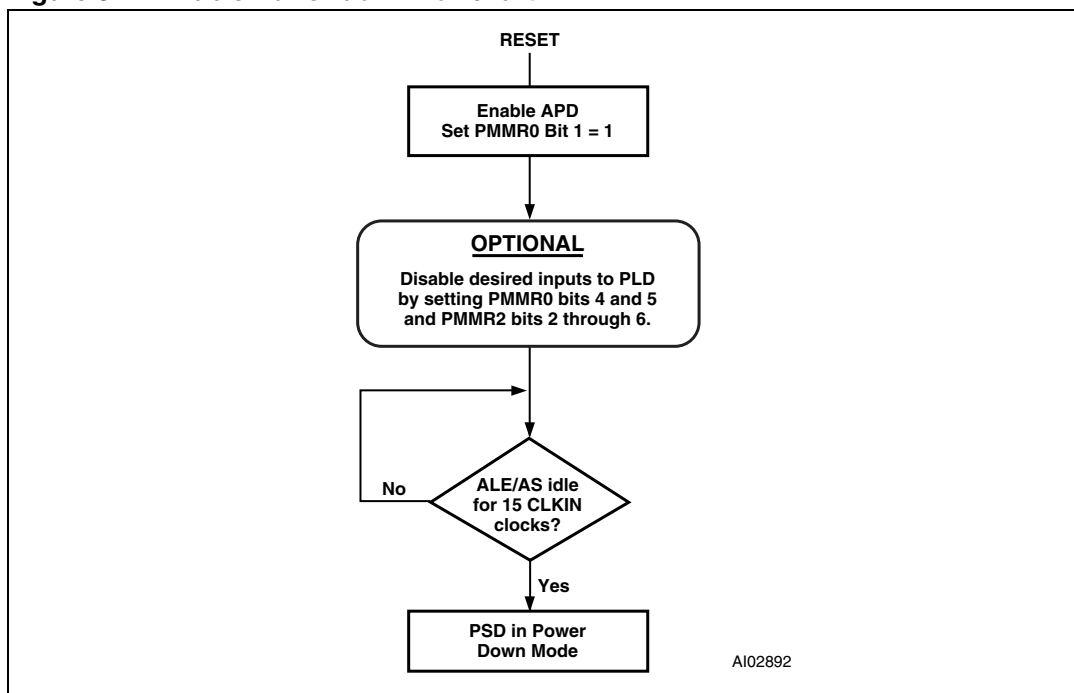 RESET
Enable APD
Set PMMR0 Bit 1 = 1
OPTIONAL
Disable desired inputs to PLD
by setting PMMR0 bits 4 and 5
and PMMR2 bits 2 through 6.
No
ALE/AS idle
for 15 CLKIN
clocks?
Yes
PSD in Power
Down Mode
AI02892